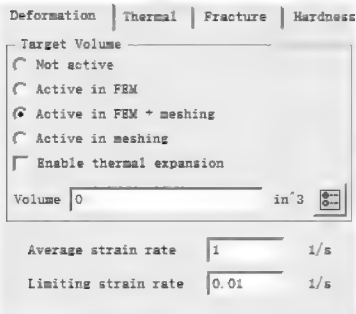 Deformation Thermal Fracture Hardness
Target Volume
Not active
Active in FEM
Active in FEM + meshing
Active in meshing
Enable thermal expansion
Volume 0 in^3
Average strain rate 1 1/s
Limiting strain rate 0.01 1/s